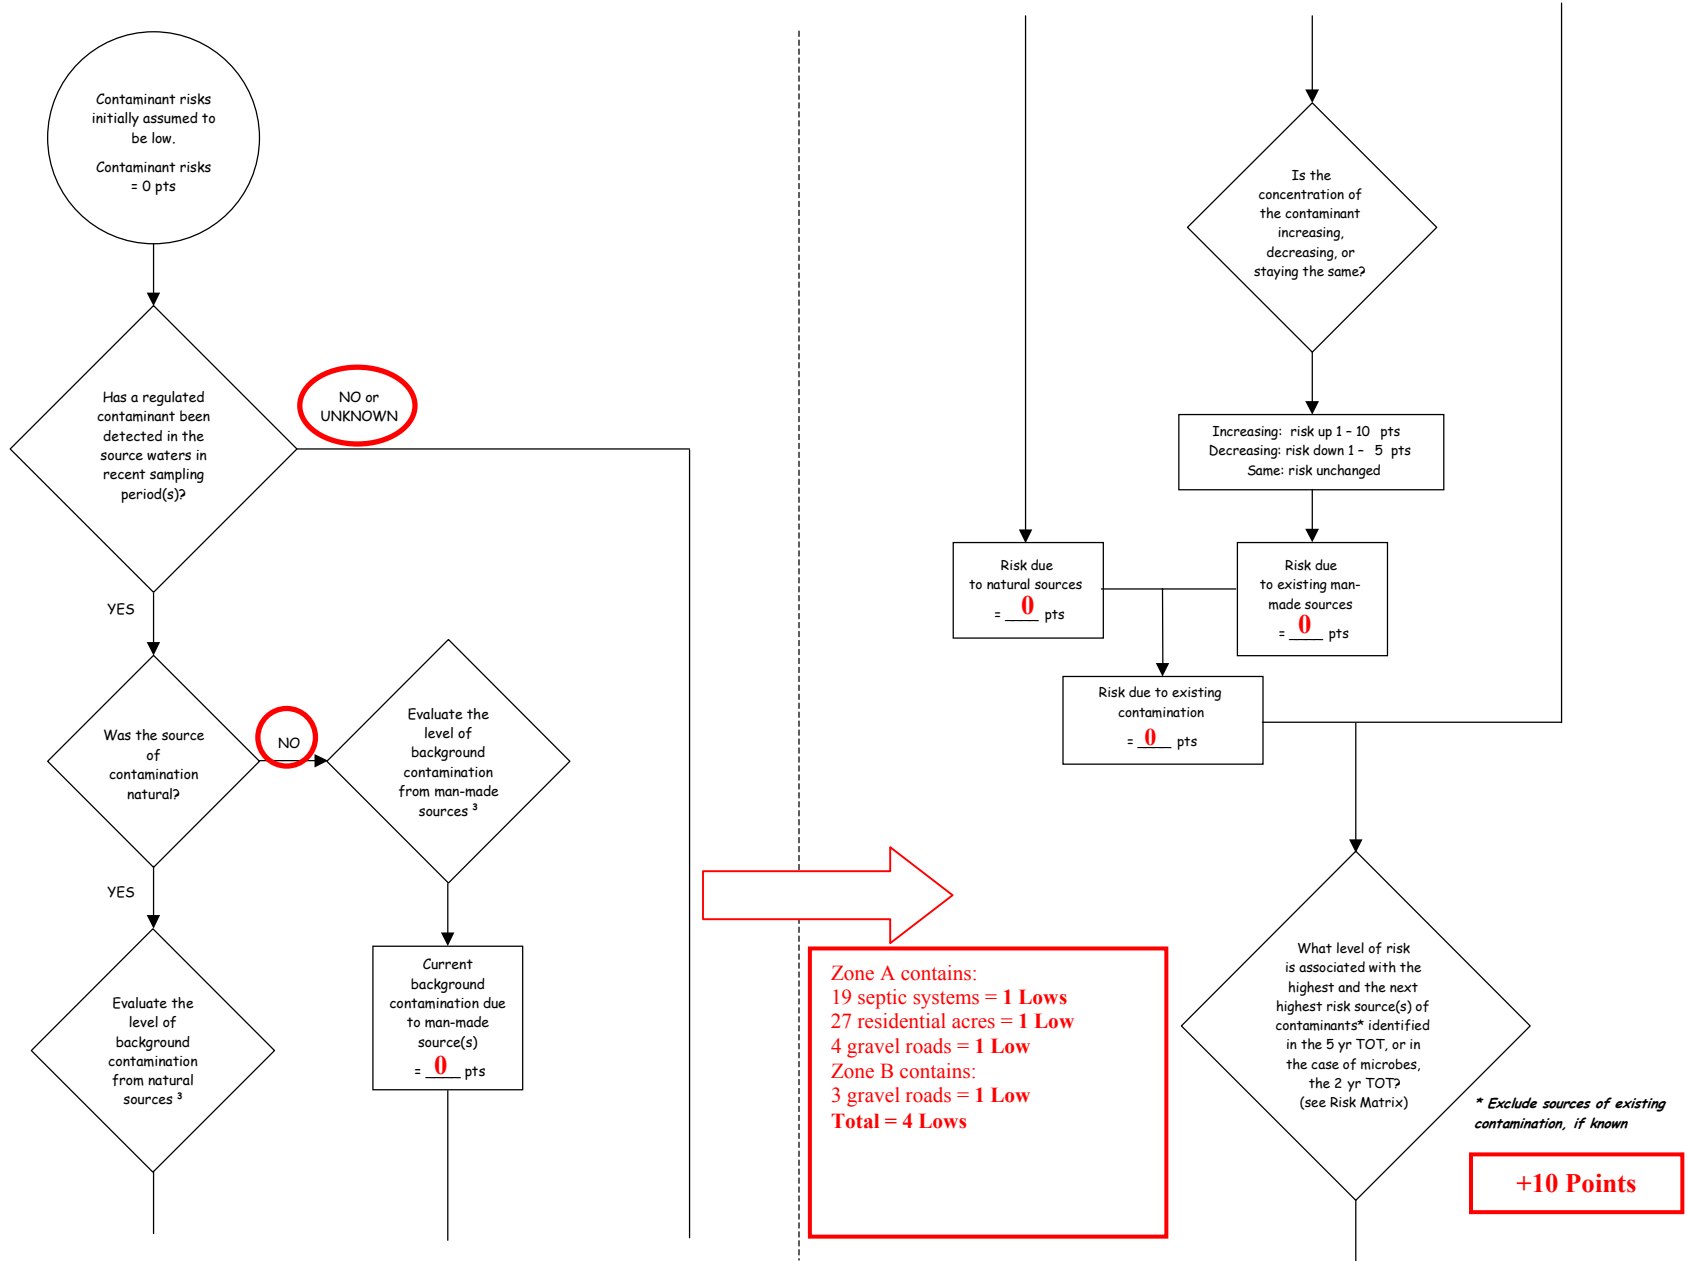 Contaminant risks
initially assumed to
be low.
Contaminant risks
= 0 pts
Has a regulated
contaminant been
detected in the
source waters in
recent sampling
period(s)?
NO or
UNKNOWN
YES
Was the source
of
contamination
natural?
NO
Evaluate the
level of
background
contamination
from man-made
sources ³
YES
Evaluate the
level of
background
contamination
from natural
sources ³
Current
background
contamination due
to man-made
source(s)
= 0 pts
Is the
concentration of
the contaminant
increasing,
decreasing, or
staying the same?
Increasing: risk up 1 – 10 pts
Decreasing: risk down 1 – 5 pts
Same: risk unchanged
Risk due
to natural sources
= 0 pts
Risk due
to existing man-
made sources
= 0 pts
Risk due to existing
contamination
= 0 pts
Zone A contains:
19 septic systems = 1 Lows
27 residential acres = 1 Low
4 gravel roads = 1 Low
Zone B contains:
3 gravel roads = 1 Low
Total = 4 Lows
What level of risk
is associated with the
highest and the next
highest risk source(s) of
contaminants* identified
in the 5 yr TOT, or in
the case of microbes,
the 2 yr TOT?
(see Risk Matrix)
* Exclude sources of existing
contamination, if known
+10 Points